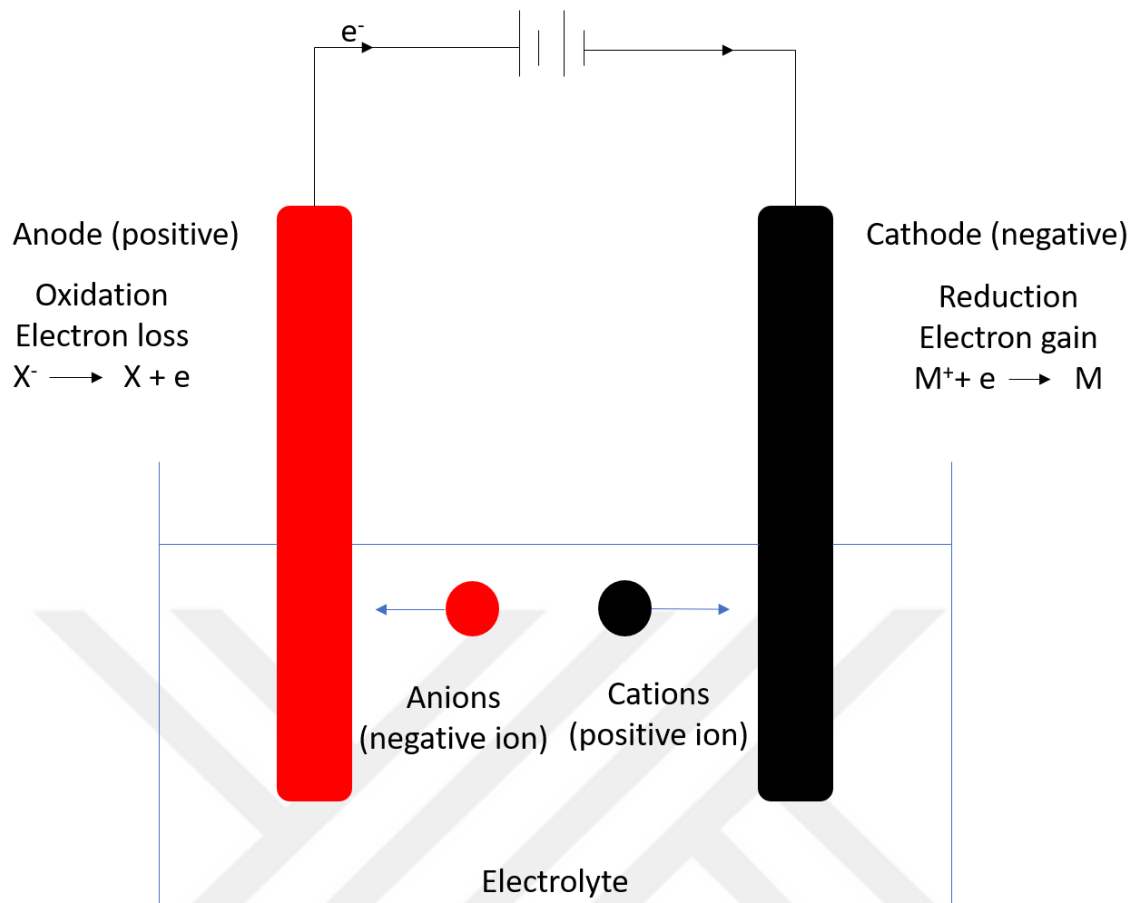 e⁻
Anode (positive)
Oxidation
Electron loss
X⁻ ⟶ X + e
Cathode (negative)
Reduction
Electron gain
M⁺+ e ⟶ M
Anions
(negative ion)
Cations
(positive ion)
Electrolyte